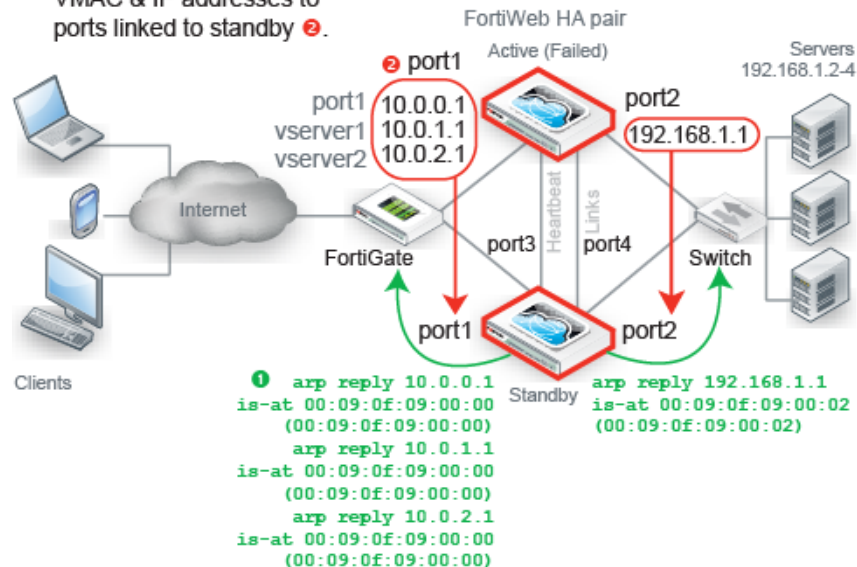 VMAC & IP addresses to
ports linked to standby ❷.
FortiWeb HA pair
Active (Failed)
Servers
192.168.1.2-4
❷ port1
port1 10.0.0.1
vserver1 10.0.1.1
vserver2 10.0.2.1
port2
192.168.1.1
Internet
FortiGate
port3
Heartbeat
Links
port4
Switch
port1
port2
Clients
Standby
❶ arp reply 10.0.0.1
is-at 00:09:0f:09:00:00
(00:09:0f:09:00:00)
arp reply 10.0.1.1
is-at 00:09:0f:09:00:00
(00:09:0f:09:00:00)
arp reply 10.0.2.1
is-at 00:09:0f:09:00:00
(00:09:0f:09:00:00)
arp reply 192.168.1.1
is-at 00:09:0f:09:00:02
(00:09:0f:09:00:02)